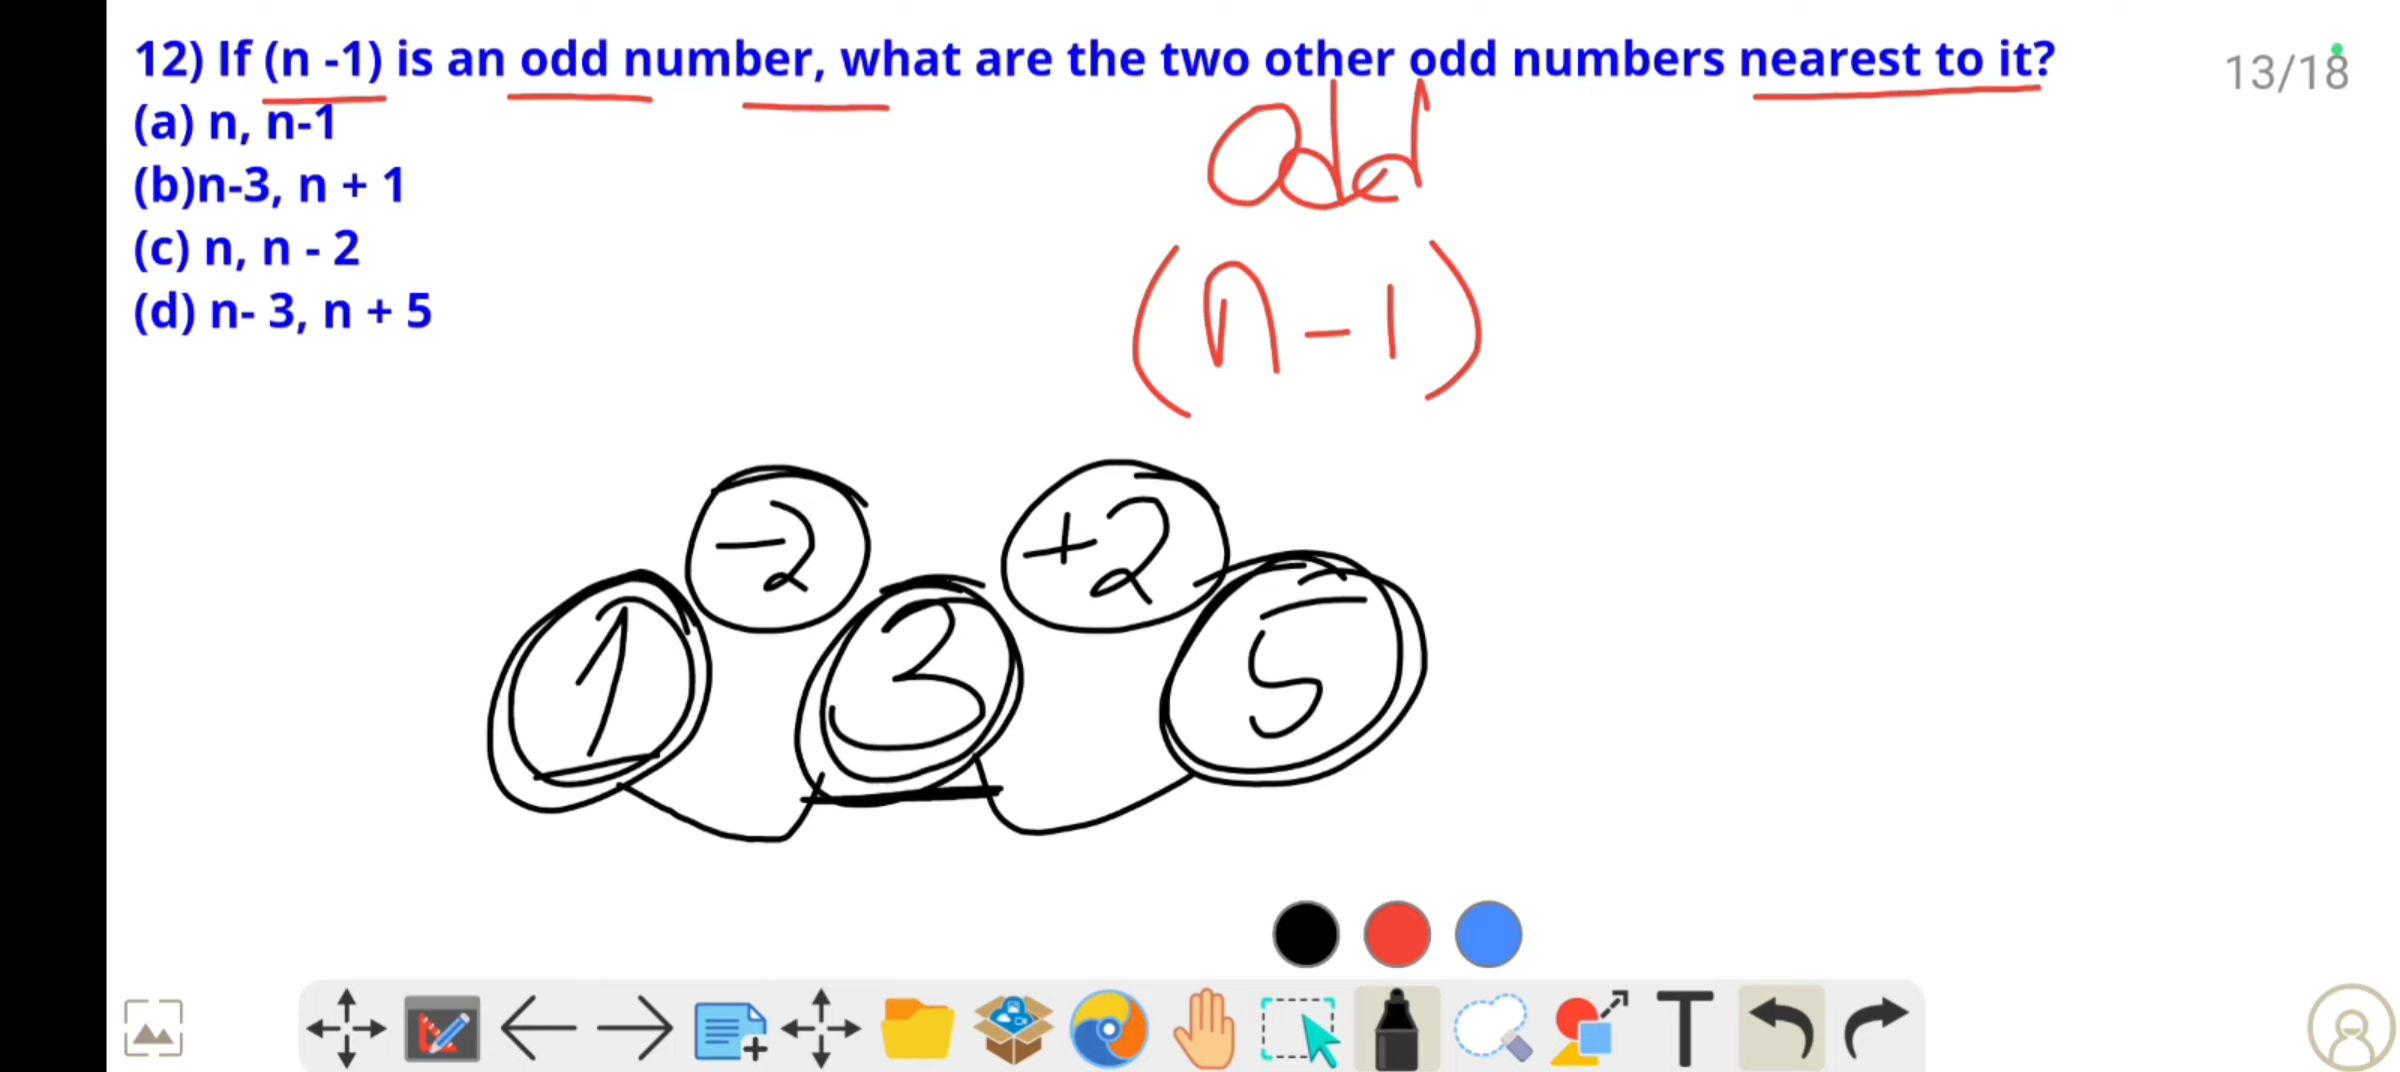 12) If (n -1) is an odd number, what are the two other odd numbers nearest to it?
13/18
(a) n, n-1
(b)n-3, n + 1
(c) n, n - 2
(d) n- 3, n + 5
odd
(n-1)
-2 +2
1 3 5
T